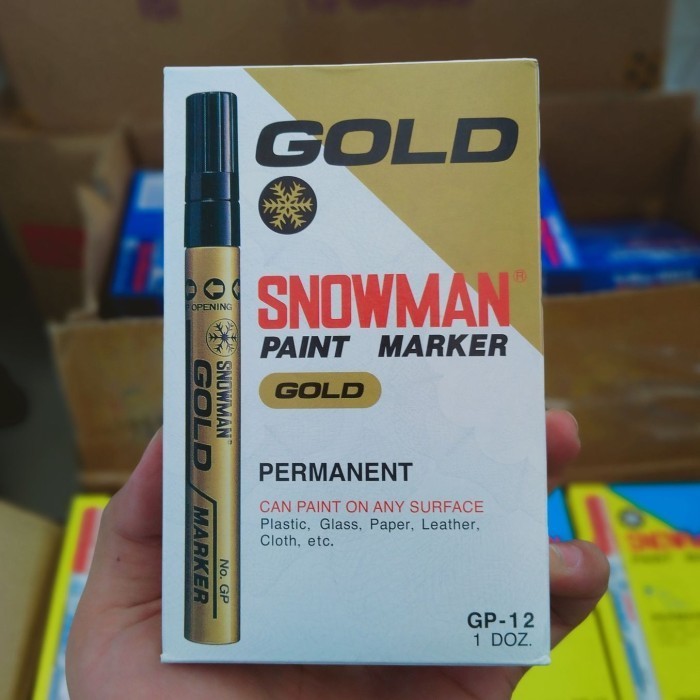 GOLD
SNOWMAN®
PAINT MARKER
GOLD
PERMANENT
CAN PAINT ON ANY SURFACE
Plastic, Glass, Paper, Leather,
Cloth, etc.
GP-12
1 DOZ.
OPENING
SNOWMAN
GOLD MARKER
No. GP